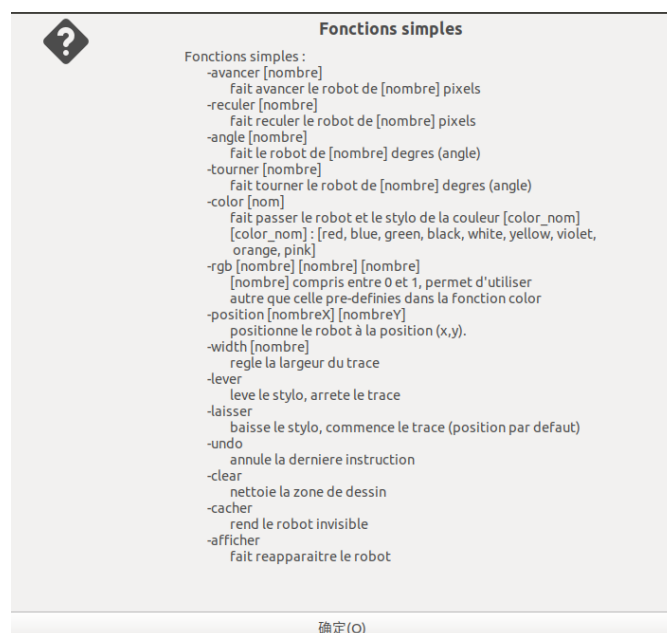 Fonctions simples
Fonctions simples :
-avancer [nombre]
fait avancer le robot de [nombre] pixels
-reculer [nombre]
fait reculer le robot de [nombre] pixels
-angle [nombre]
fait le robot de [nombre] degres (angle)
-tourner [nombre]
fait tourner le robot de [nombre] degres (angle)
-color [nom]
fait passer le robot et le stylo de la couleur [color_nom]
[color_nom] : [red, blue, green, black, white, yellow, violet,
orange, pink]
-rgb [nombre] [nombre] [nombre]
[nombre] compris entre 0 et 1, permet d'utiliser
autre que celle pre-definies dans la fonction color
-position [nombreX] [nombreY]
positionne le robot à la position (x,y).
-width [nombre]
regle la largeur du trace
-lever
leve le stylo, arrete le trace
-laisser
baisse le stylo, commence le trace (position par defaut)
-undo
annule la derniere instruction
-clear
nettoie la zone de dessin
-cacher
rend le robot invisible
-afficher
fait reapparaitre le robot
确定(O)